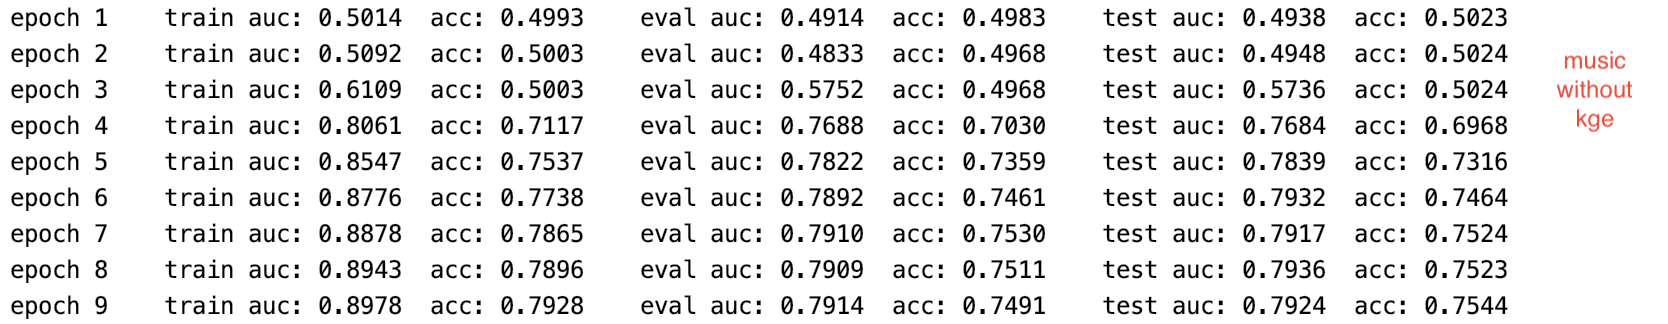 epoch 1    train auc: 0.5014  acc: 0.4993    eval auc: 0.4914  acc: 0.4983    test auc: 0.4938  acc: 0.5023
epoch 2    train auc: 0.5092  acc: 0.5003    eval auc: 0.4833  acc: 0.4968    test auc: 0.4948  acc: 0.5024
epoch 3    train auc: 0.6109  acc: 0.5003    eval auc: 0.5752  acc: 0.4968    test auc: 0.5736  acc: 0.5024
epoch 4    train auc: 0.8061  acc: 0.7117    eval auc: 0.7688  acc: 0.7030    test auc: 0.7684  acc: 0.6968
epoch 5    train auc: 0.8547  acc: 0.7537    eval auc: 0.7822  acc: 0.7359    test auc: 0.7839  acc: 0.7316
epoch 6    train auc: 0.8776  acc: 0.7738    eval auc: 0.7892  acc: 0.7461    test auc: 0.7932  acc: 0.7464
epoch 7    train auc: 0.8878  acc: 0.7865    eval auc: 0.7910  acc: 0.7530    test auc: 0.7917  acc: 0.7524
epoch 8    train auc: 0.8943  acc: 0.7896    eval auc: 0.7909  acc: 0.7511    test auc: 0.7936  acc: 0.7523
epoch 9    train auc: 0.8978  acc: 0.7928    eval auc: 0.7914  acc: 0.7491    test auc: 0.7924  acc: 0.7544
music
without
kge